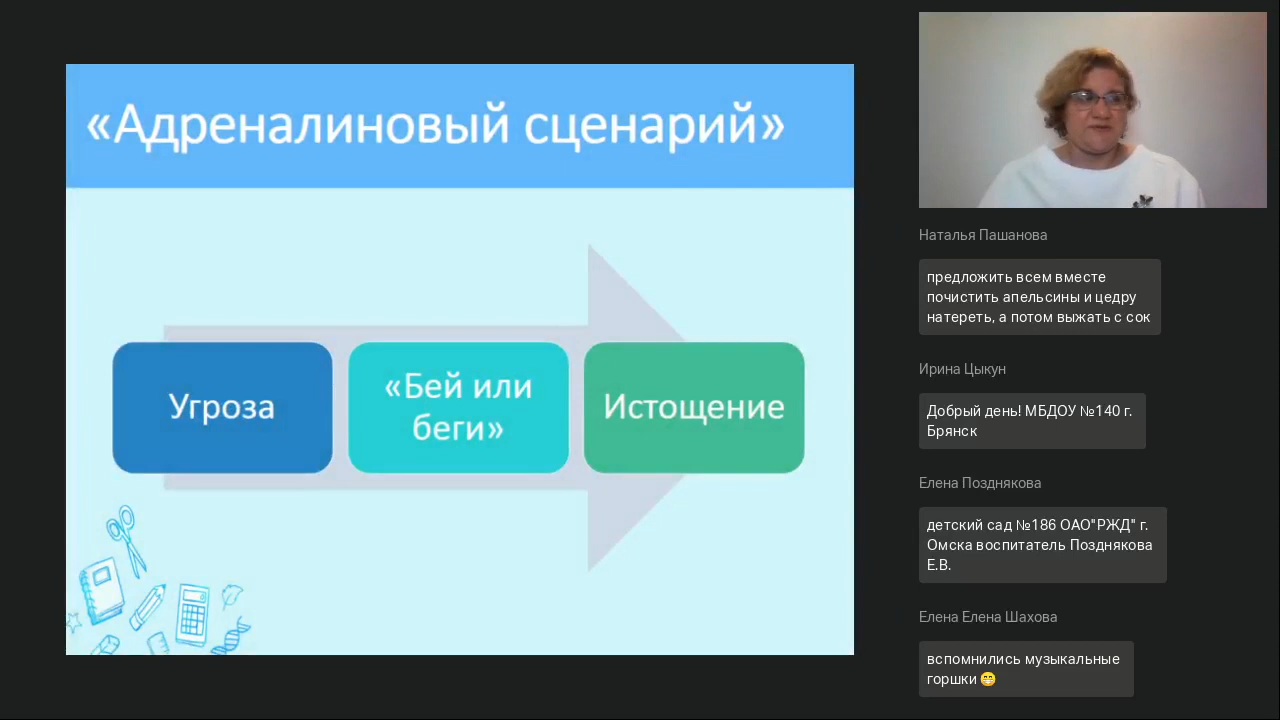 «Адреналиновый сценарий»
Угроза
«Бей или
беги»
Истощение
Наталья Пашанова
предложить всем вместе
почистить апельсины и цедру
натереть, а потом выжать с сок
Ирина Цыкун
Добрый день! МБДОУ №140 г.
Брянск
Елена Позднякова
детский сад №186 ОАО"РЖД" г.
Омска воспитатель Позднякова
Е.В.
Елена Елена Шахова
вспомнились музыкальные
горшки 😁